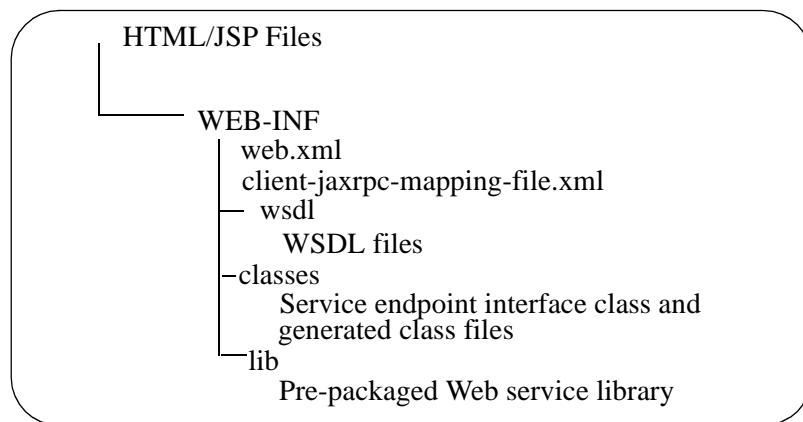 HTML/JSP Files
WEB-INF
web.xml
client-jaxrpc-mapping-file.xml
wsdl
WSDL files
classes
Service endpoint interface class and
generated class files
lib
Pre-packaged Web service library